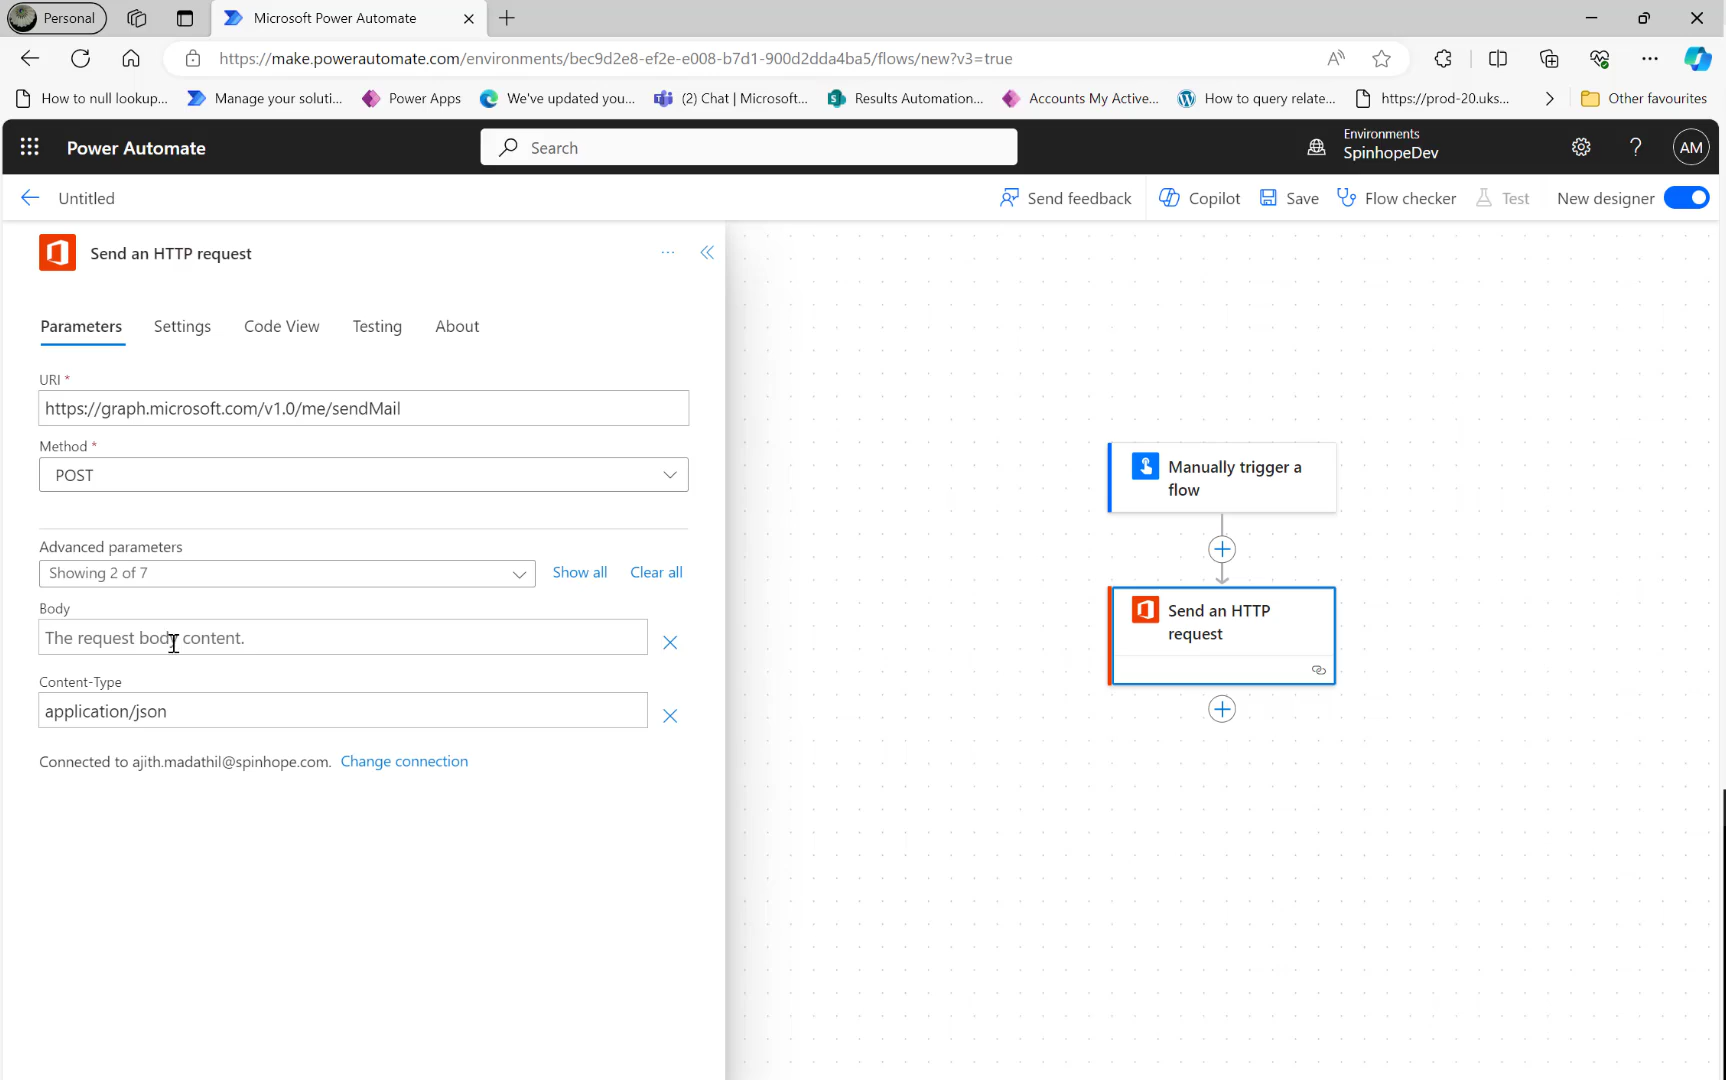 Personal
Microsoft Power Automate
https://make.powerautomate.com/environments/bec9d2e8-ef2e-e008-b7d1-900d2dda4ba5/flows/new?v3=true
How to null lookup...
Manage your soluti...
Power Apps
We've updated you...
(2) Chat | Microsoft...
Results Automation...
Accounts My Active...
How to query relate...
https://prod-20.uks...
Other favourites
Power Automate
Search
Environments
SpinhopeDev
?
AM
Untitled
Send feedback
Copilot
Save
Flow checker
Test
New designer
Send an HTTP request
Parameters
Settings
Code View
Testing
About
URI *
https://graph.microsoft.com/v1.0/me/sendMail
Method *
POST
Advanced parameters
Showing 2 of 7
Show all
Clear all
Body
The request body content.
Content-Type
application/json
Connected to ajith.madathil@spinhope.com. Change connection
Manually trigger a
flow
Send an HTTP
request